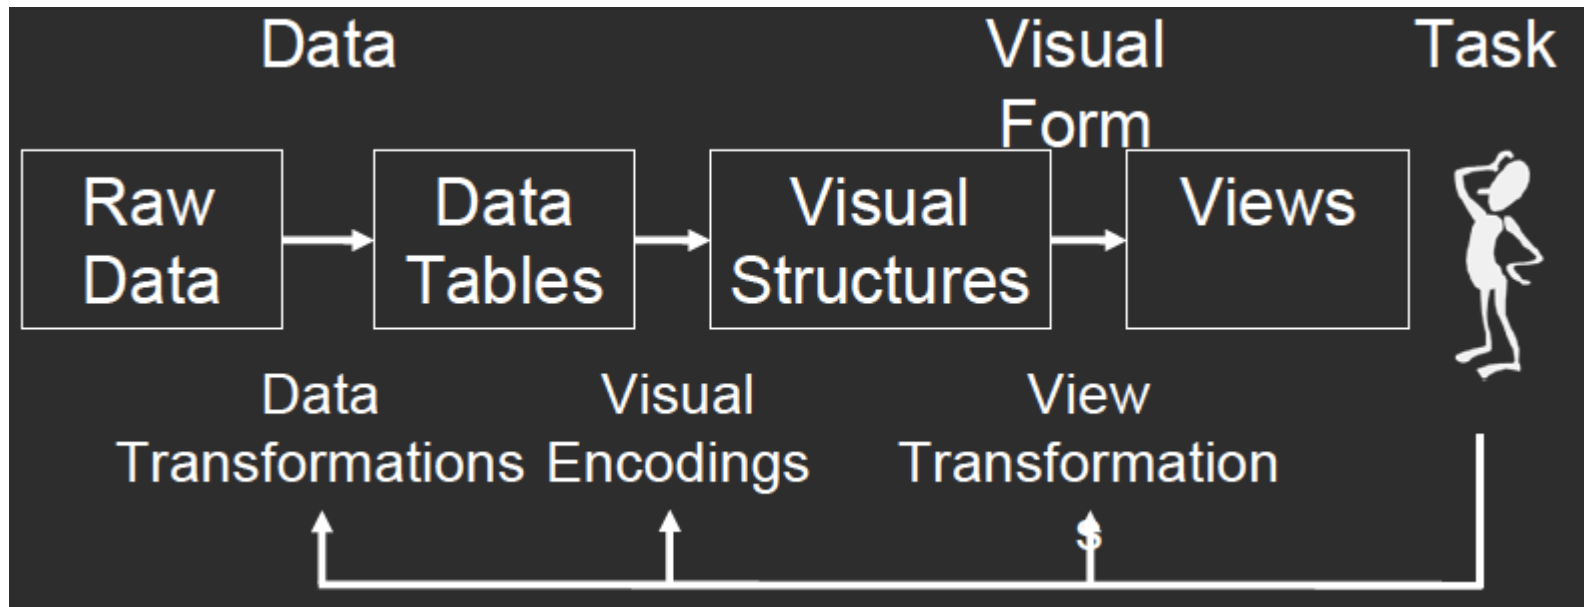 Data
Visual
Form
Task
Raw
Data
Data
Tables
Visual
Structures
Views
Data
Transformations
Visual
Encodings
View
Transformation
s